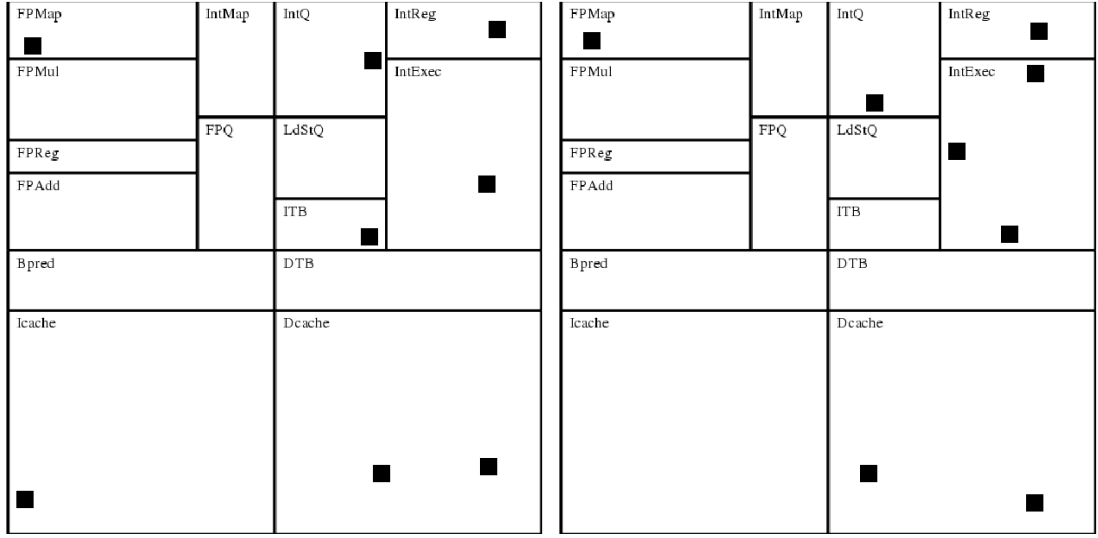 FPMap
IntMap
IntQ
IntReg
FPMul
IntExec
FPQ
LdStQ
FPReg
FPAdd
ITB
Bpred
DTB
Icache
Dcache
FPMap
IntMap
IntQ
IntReg
FPMul
IntExec
FPQ
LdStQ
FPReg
FPAdd
ITB
Bpred
DTB
Icache
Dcache